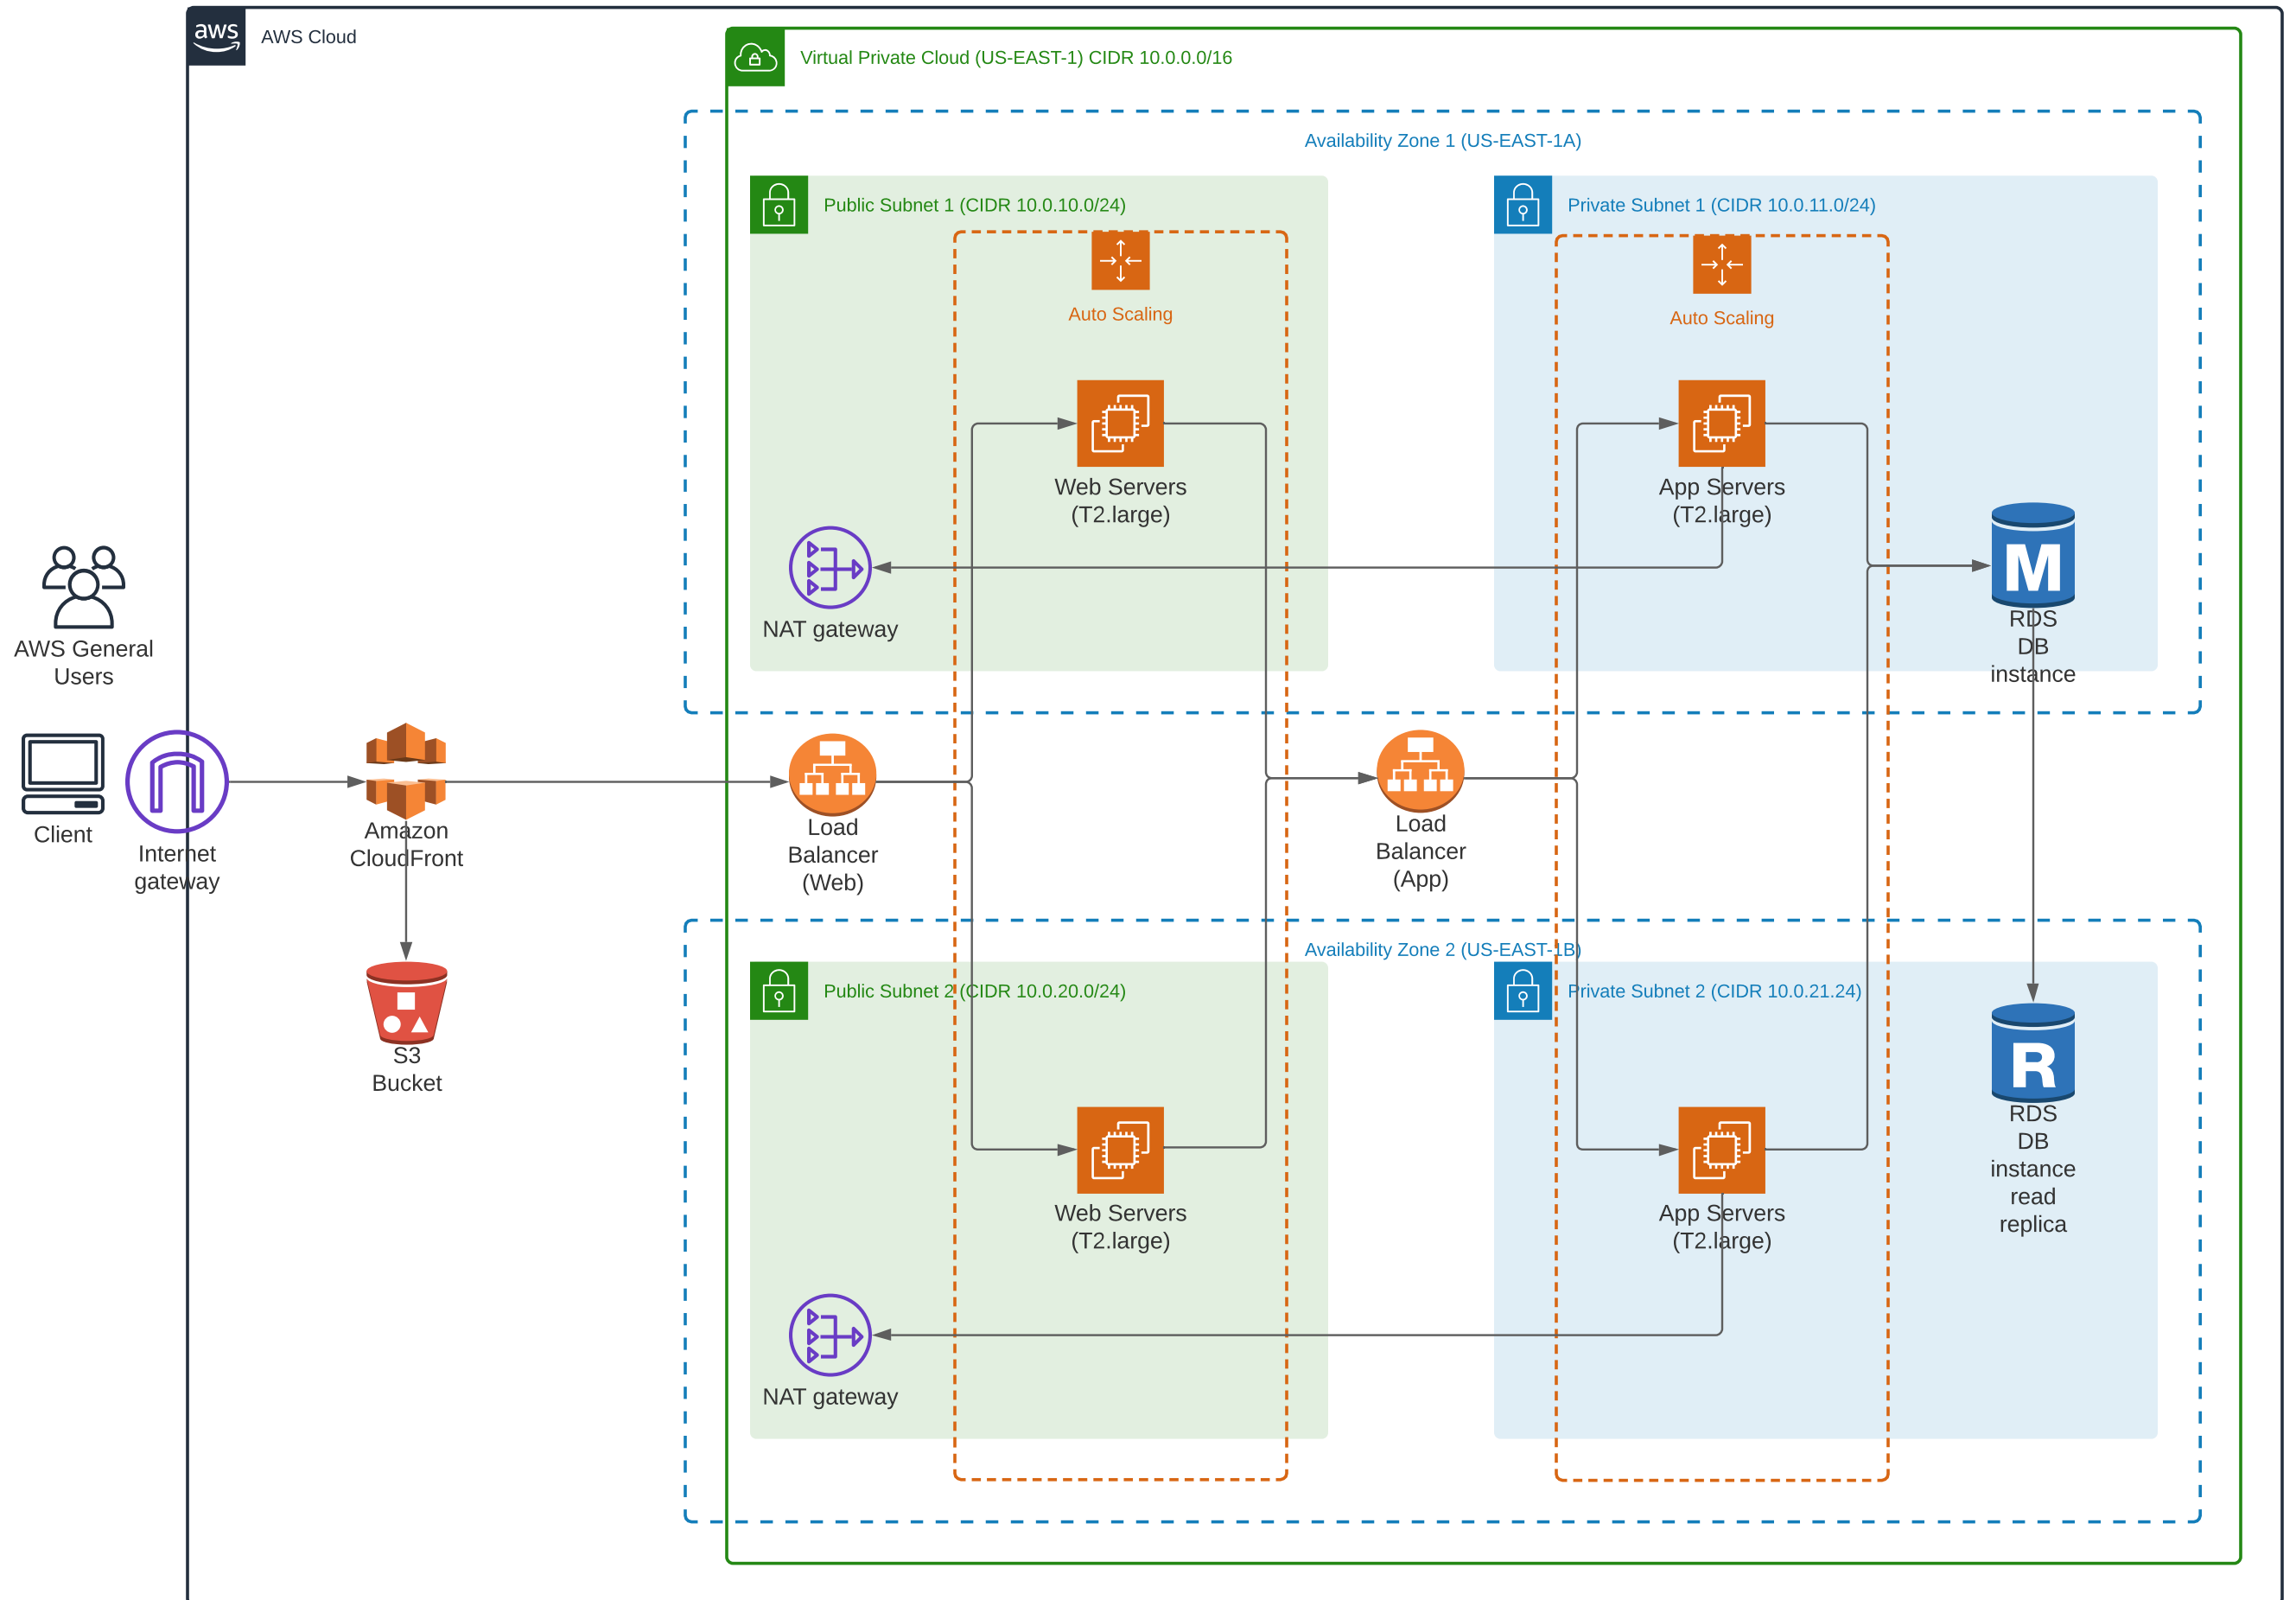 aws
AWS Cloud
Virtual Private Cloud (US-EAST-1) CIDR 10.0.0.0/16
Availability Zone 1 (US-EAST-1A)
Public Subnet 1 (CIDR 10.0.10.0/24)
Private Subnet 1 (CIDR 10.0.11.0/24)
Auto Scaling
Auto Scaling
Web Servers
(T2.large)
App Servers
(T2.large)
NAT gateway
M
RDS
DB
instance
AWS General
Users
Client
Internet
gateway
Amazon
CloudFront
S3
Bucket
Load
Balancer
(Web)
Load
Balancer
(App)
Availability Zone 2 (US-EAST-1B)
Public Subnet 2 (CIDR 10.0.20.0/24)
Private Subnet 2 (CIDR 10.0.21.24)
Web Servers
(T2.large)
App Servers
(T2.large)
R
RDS
DB
instance
read
replica
NAT gateway